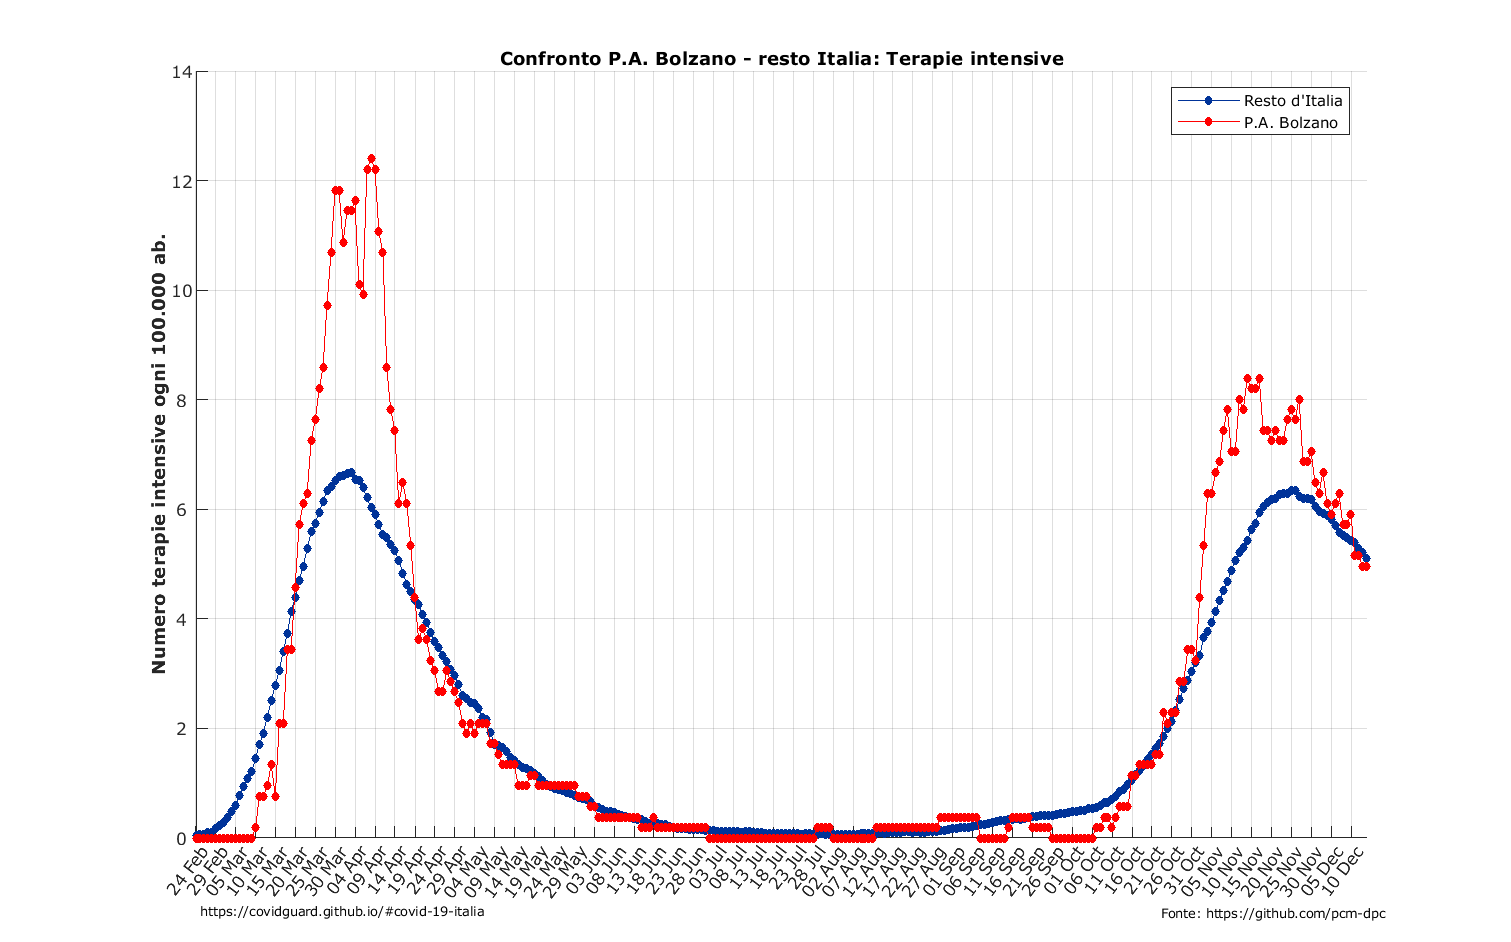 Confronto P.A. Bolzano - resto Italia: Terapie intensive
Resto d'Italia
P.A. Bolzano
Numero terapie intensive ogni 100.000 ab.
14
12
10
8
6
4
2
0
24 Feb
29 Feb
05 Mar
10 Mar
15 Mar
20 Mar
25 Mar
30 Mar
04 Apr
09 Apr
14 Apr
19 Apr
24 Apr
29 Apr
04 May
09 May
14 May
19 May
24 May
29 May
03 Jun
08 Jun
13 Jun
18 Jun
23 Jun
28 Jun
03 Jul
08 Jul
13 Jul
18 Jul
23 Jul
28 Jul
02 Aug
07 Aug
12 Aug
17 Aug
22 Aug
27 Aug
01 Sep
06 Sep
11 Sep
16 Sep
21 Sep
26 Sep
01 Oct
06 Oct
11 Oct
16 Oct
21 Oct
26 Oct
31 Oct
05 Nov
10 Nov
15 Nov
20 Nov
25 Nov
30 Nov
05 Dec
10 Dec
https://covidguard.github.io/#covid-19-italia
Fonte: https://github.com/pcm-dpc